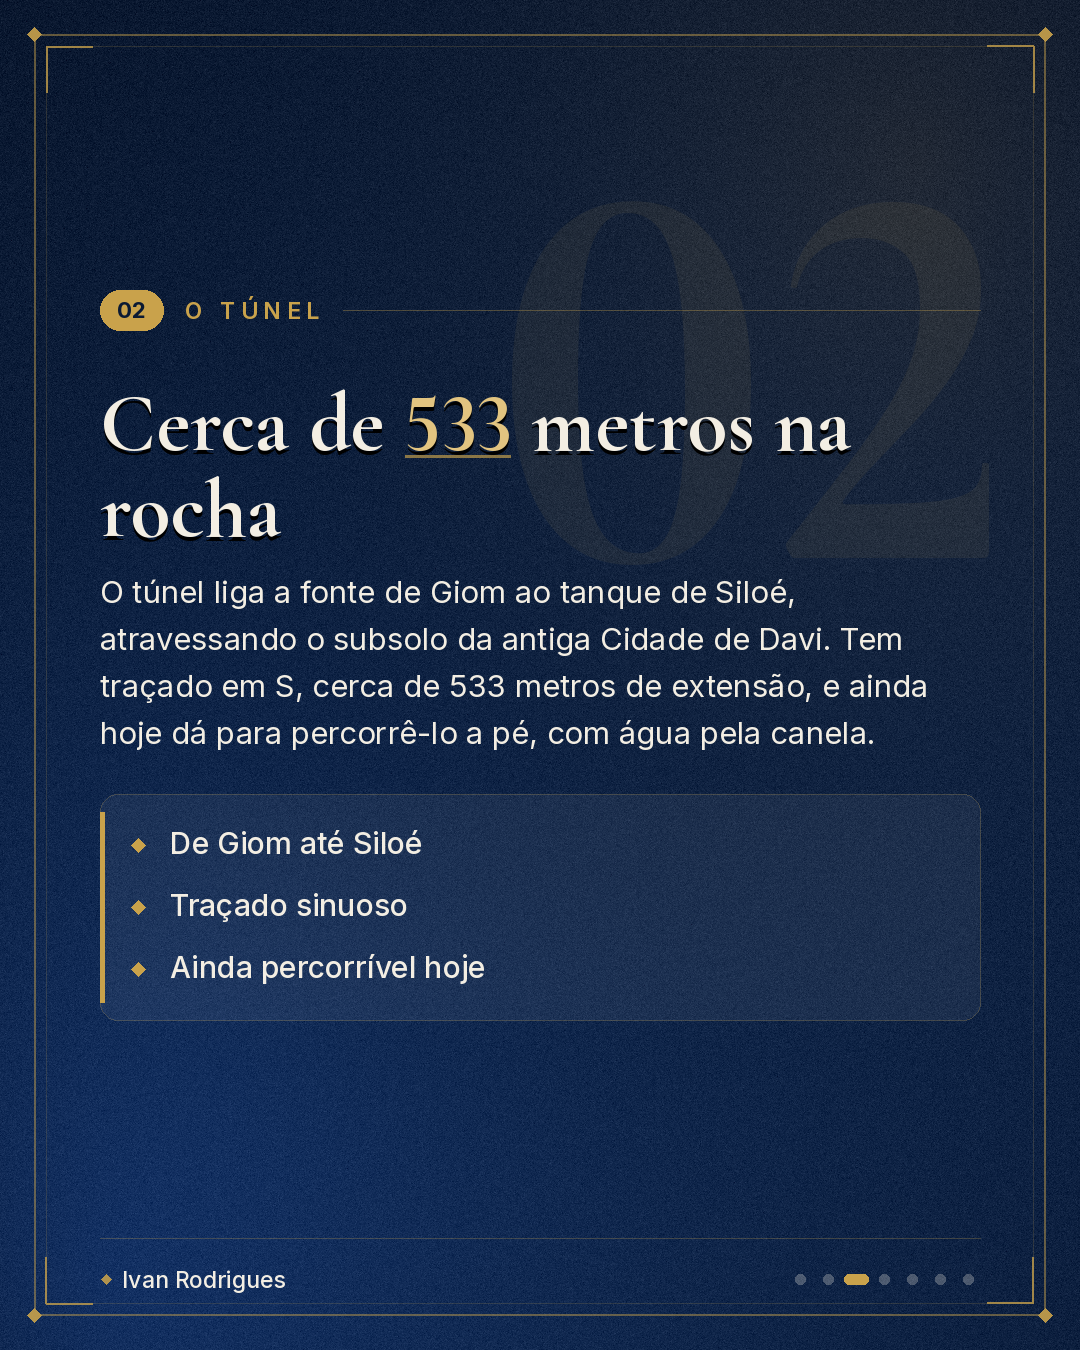 02
02 O TÚNEL
Cerca de 533 metros na
rocha
O túnel liga a fonte de Giom ao tanque de Siloé,
atravessando o subsolo da antiga Cidade de Davi. Tem
traçado em S, cerca de 533 metros de extensão, e ainda
hoje dá para percorrê-lo a pé, com água pela canela.
De Giom até Siloé
Traçado sinuoso
Ainda percorrível hoje
Ivan Rodrigues